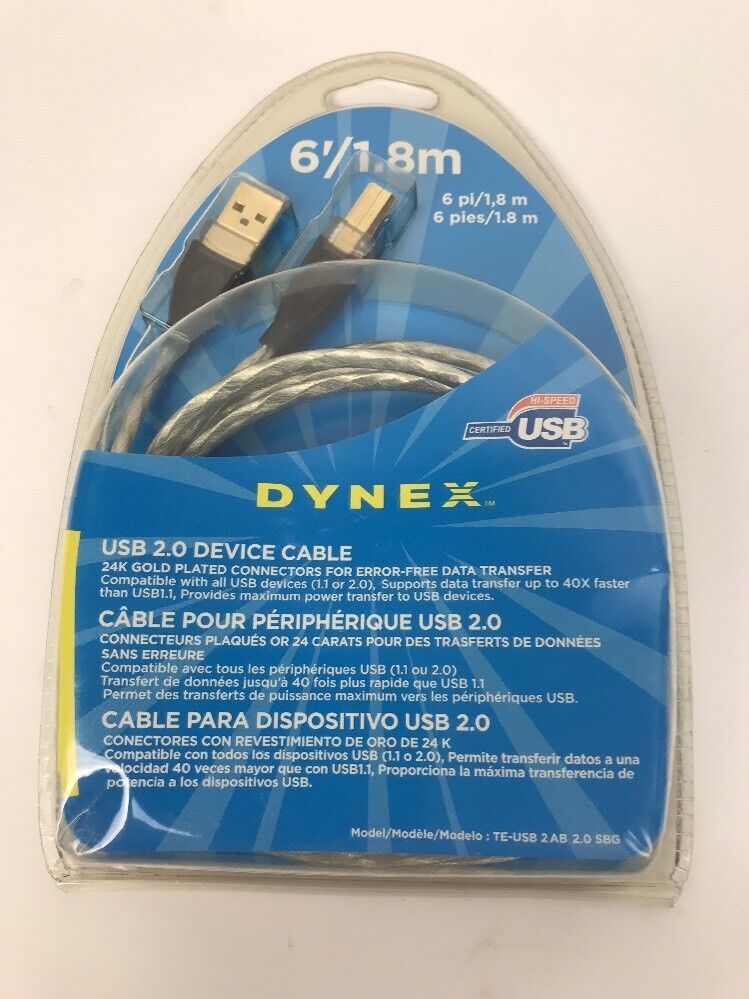 6'/1.8m
6 pi/1,8 m
6 pies/1.8 m
HI-SPEED
CERTIFIED USB
DYNEX™
USB 2.0 DEVICE CABLE
24K GOLD PLATED CONNECTORS FOR ERROR-FREE DATA TRANSFER
Compatible with all USB devices (1.1 or 2.0), Supports data transfer up to 40X faster
than USB1.1, Provides maximum power transfer to USB devices.
CÂBLE POUR PÉRIPHÉRIQUE USB 2.0
CONNECTEURS PLAQUÉS OR 24 CARATS POUR DES TRASFERTS DE DONNÉES
SANS ERREURE
Compatible avec tous les périphériques USB (1.1 ou 2.0)
Transfert de données jusqu'à 40 fois plus rapide que USB 1.1
Permet des transferts de puissance maximum vers les périphériques USB.
CABLE PARA DISPOSITIVO USB 2.0
CONECTORES CON REVESTIMIENTO DE ORO DE 24 K
Compatible con todos los dispositivos USB (1.1 o 2.0), Permite transferir datos a una
velocidad 40 veces mayor que con USB1.1, Proporciona la máxima transferencia de
potencia a los dispositivos USB.
Model/Modèle/Modelo : TE-USB 2 AB 2.0 SBG